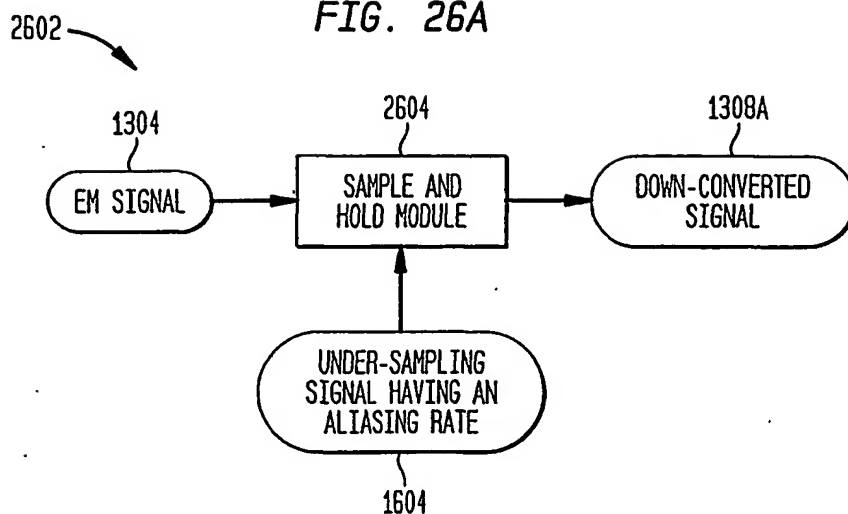 FIG. 26A
2602
1304
2604
1308A
EM SIGNAL
SAMPLE AND
HOLD MODULE
DOWN-CONVERTED
SIGNAL
UNDER-SAMPLING
SIGNAL HAVING AN
ALIASING RATE
1604